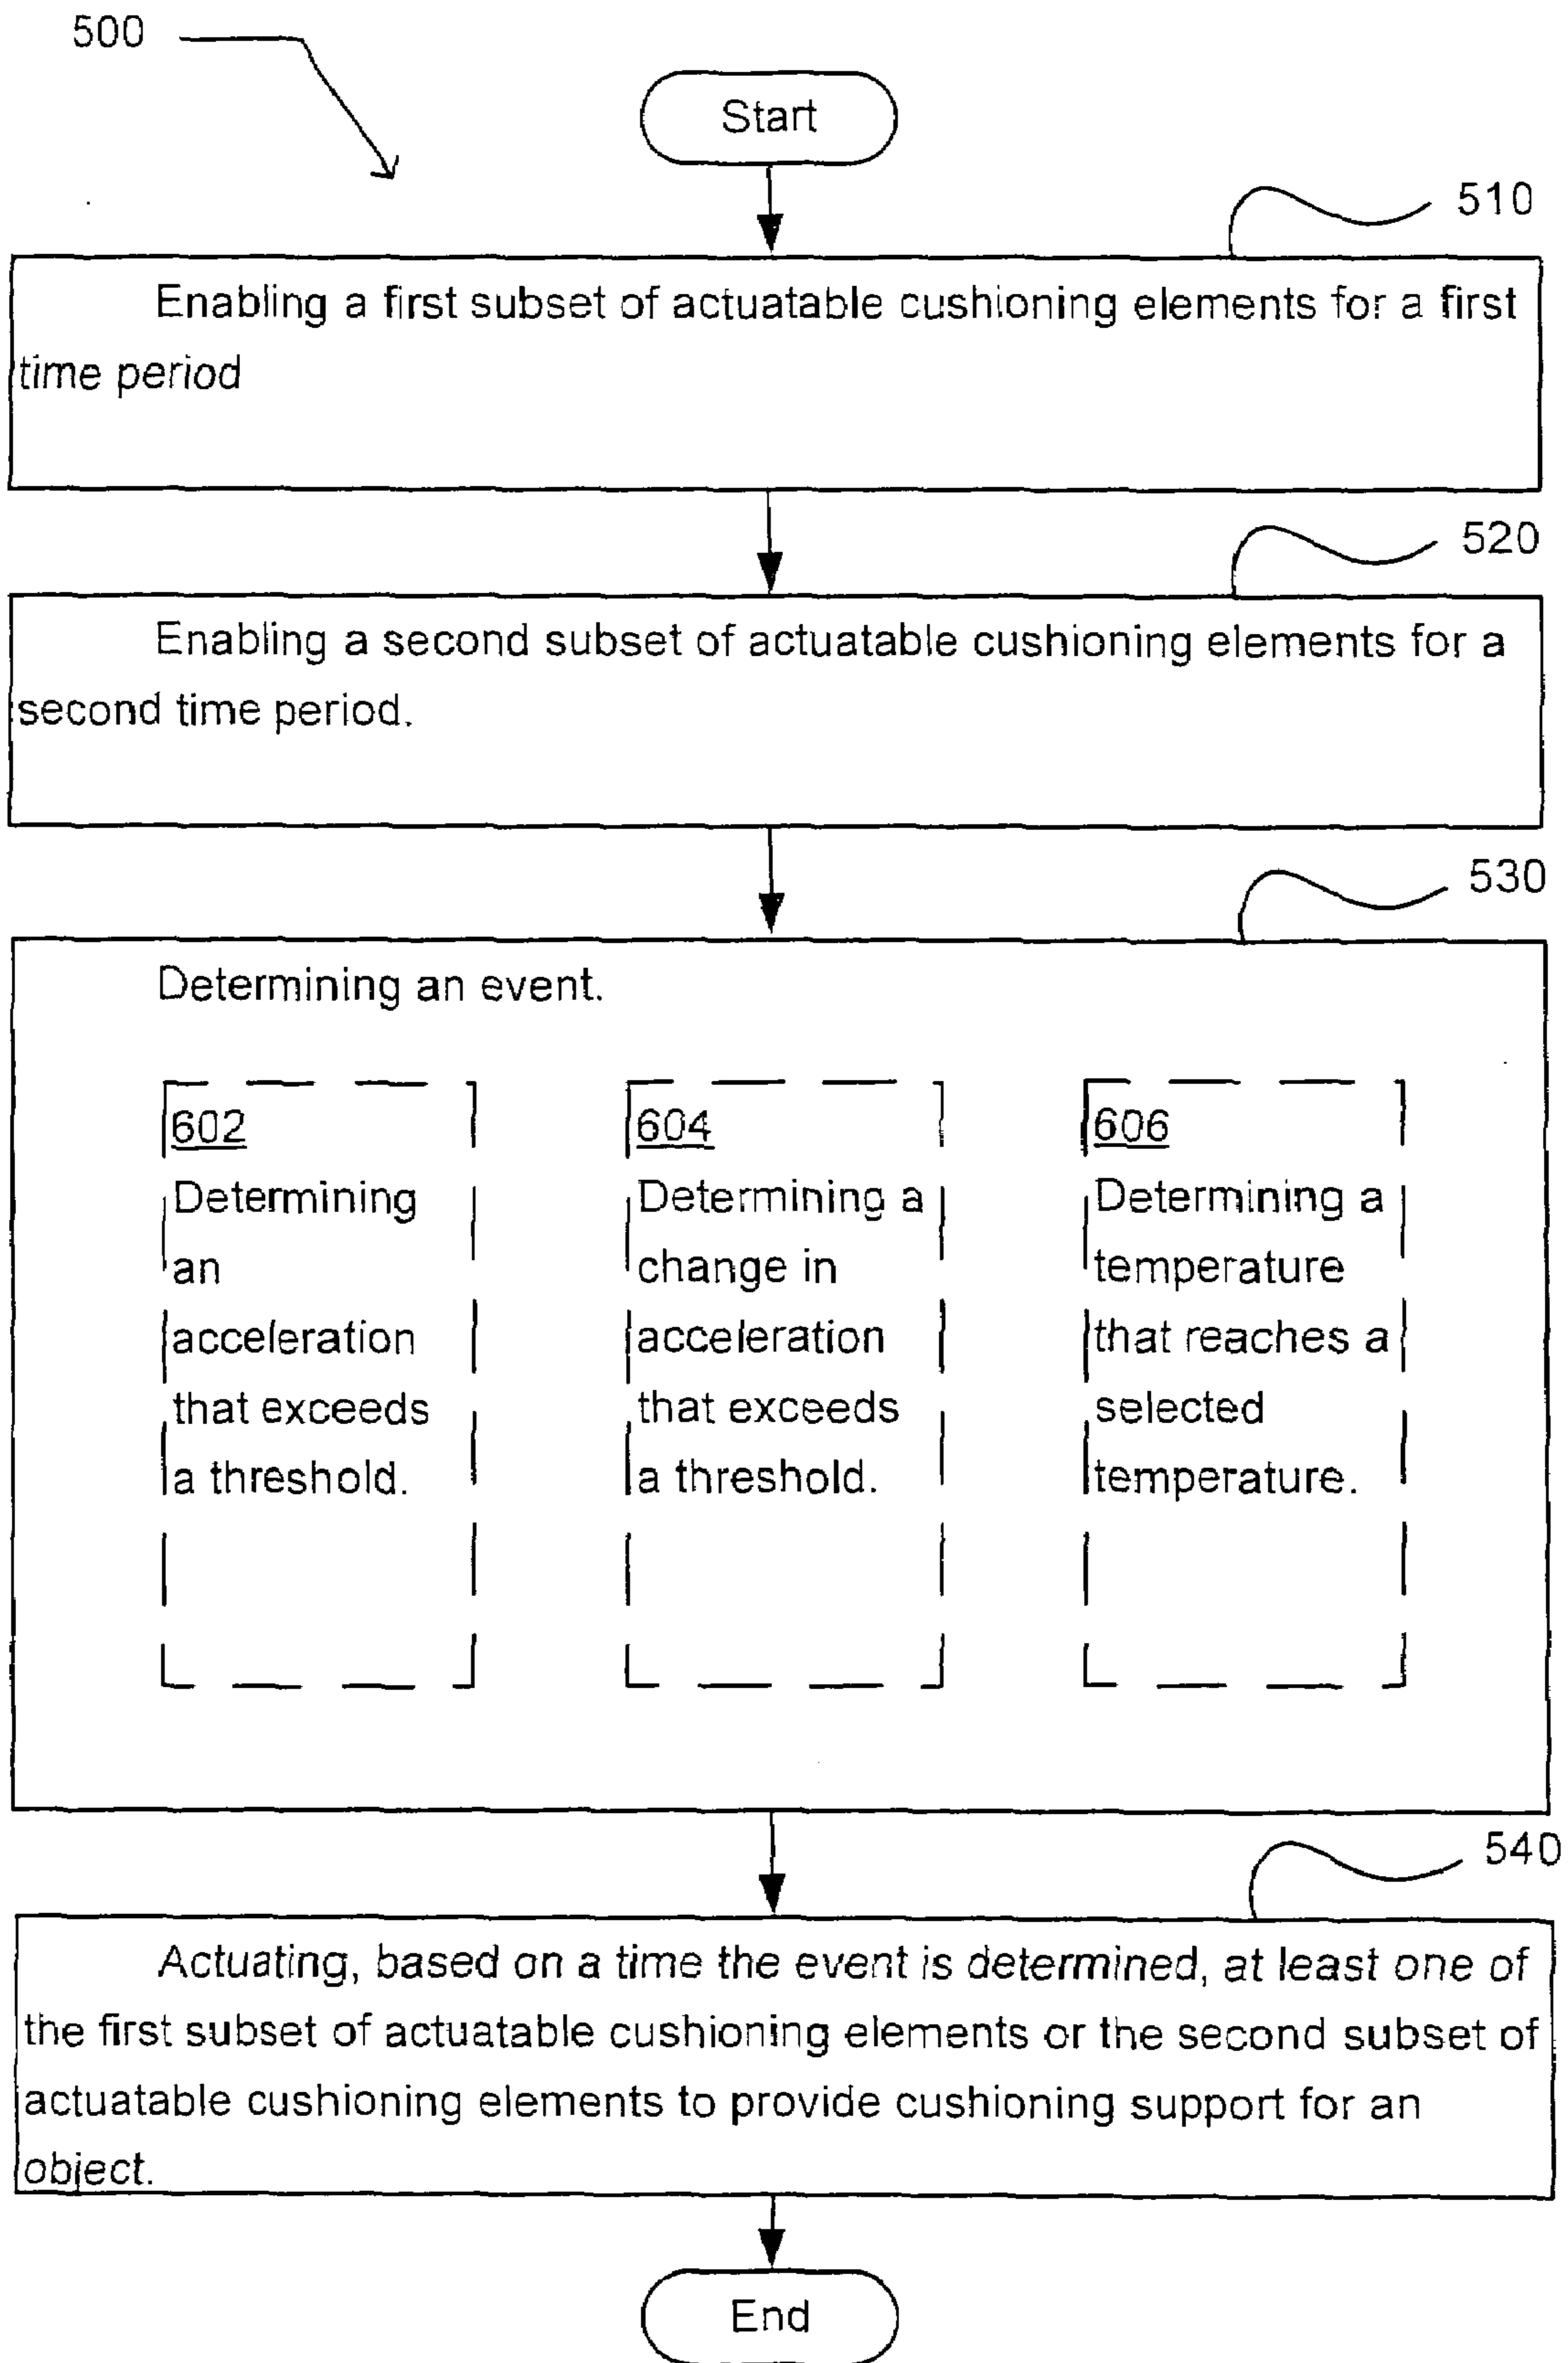 500
Start
510
Enabling a first subset of actuatable cushioning elements for a first
time period
520
Enabling a second subset of actuatable cushioning elements for a
second time period.
530
Determining an event.
602
Determining
an
acceleration
that exceeds
a threshold.
604
Determining a
change in
acceleration
that exceeds
a threshold.
606
Determining a
temperature
that reaches a
selected
temperature.
540
Actuating, based on a time the event is determined, at least one of
the first subset of actuatable cushioning elements or the second subset of
actuatable cushioning elements to provide cushioning support for an
object.
End